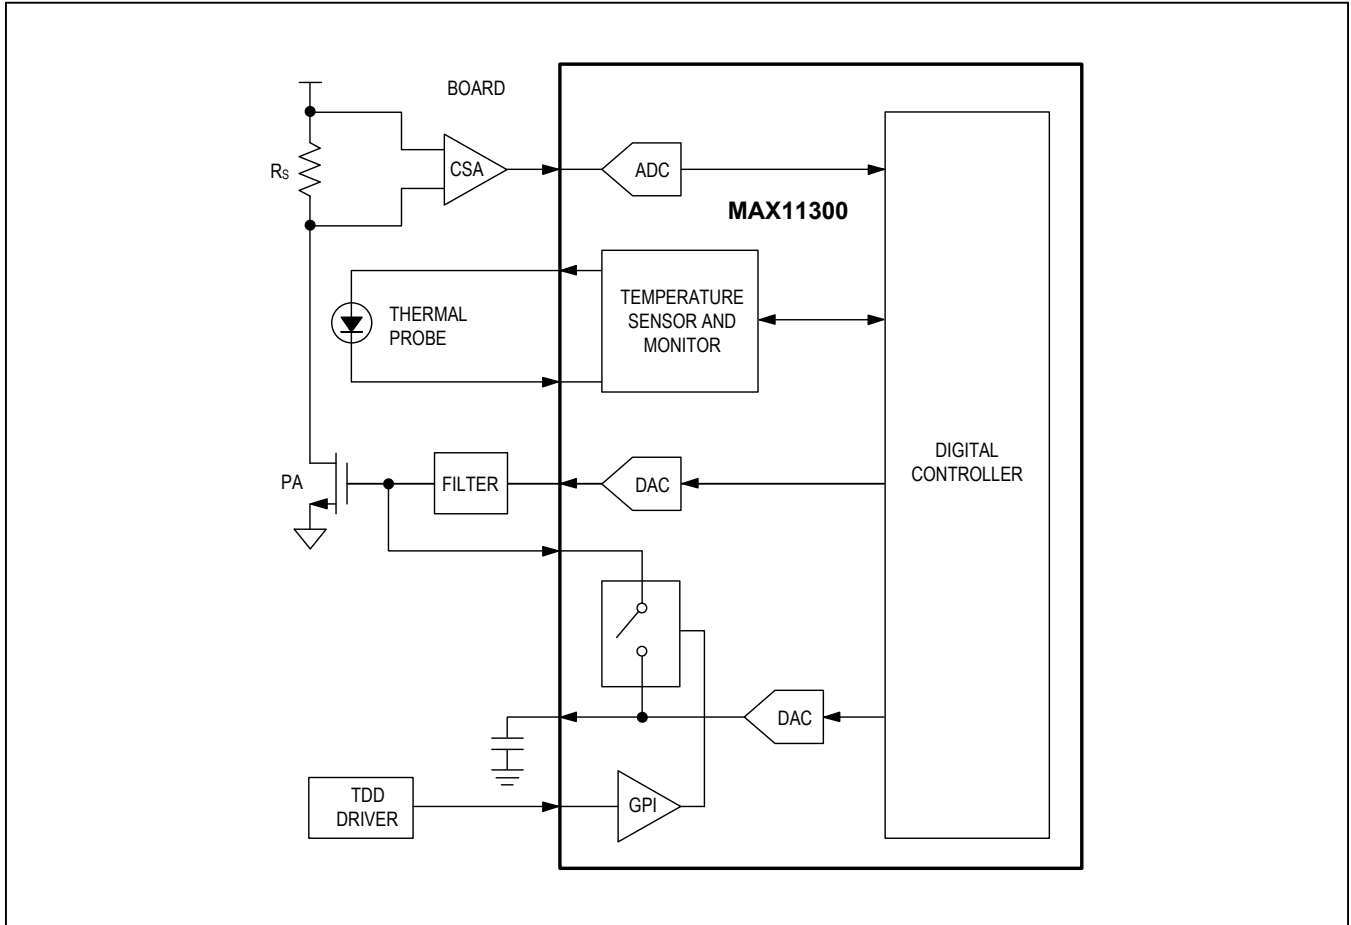 BOARD
Rs
CSA
ADC
MAX11300
THERMAL
PROBE
TEMPERATURE
SENSOR AND
MONITOR
DIGITAL
CONTROLLER
PA
FILTER
DAC
DAC
TDD
DRIVER
GPI